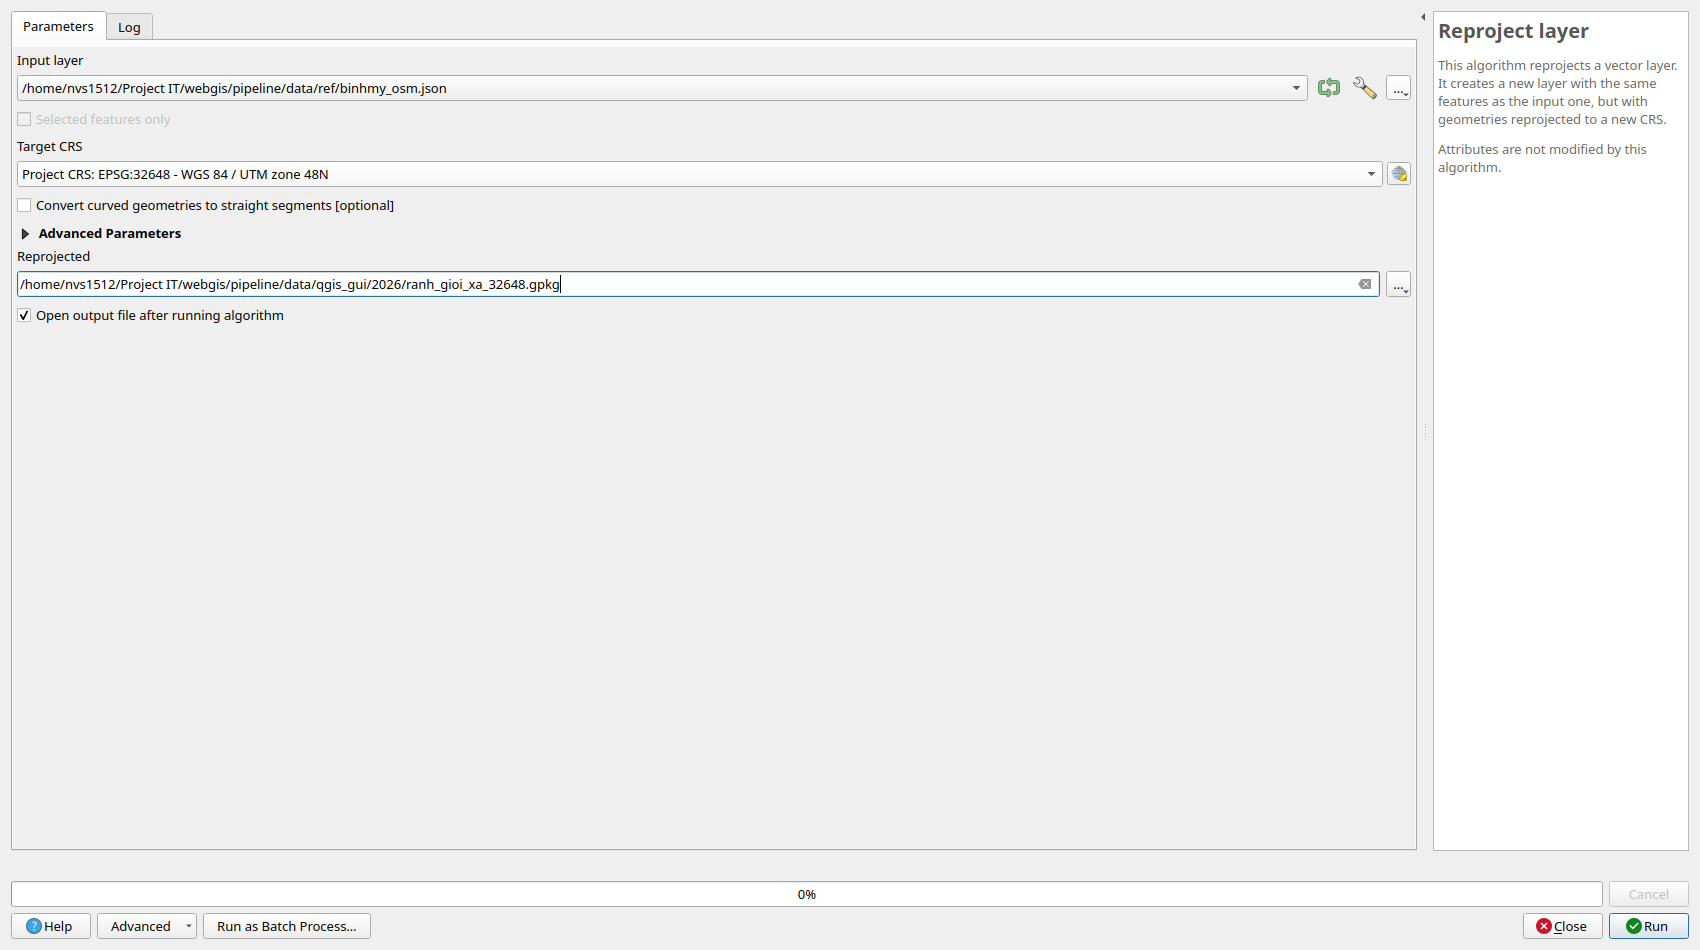 Parameters
Log
Input layer
/home/nvs1512/Project IT/webgis/pipeline/data/ref/binhmy_osm.json
...
Selected features only
Target CRS
Project CRS: EPSG:32648 - WGS 84 / UTM zone 48N
Convert curved geometries to straight segments [optional]
Advanced Parameters
Reprojected
/home/nvs1512/Project IT/webgis/pipeline/data/qgis_gui/2026/ranh_gioi_xa_32648.gpkg
...
Open output file after running algorithm
Reproject layer
This algorithm reprojects a vector layer.
It creates a new layer with the same
features as the input one, but with
geometries reprojected to a new CRS.
Attributes are not modified by this
algorithm.
0%
Cancel
? Help
Advanced
Run as Batch Process...
Close
Run